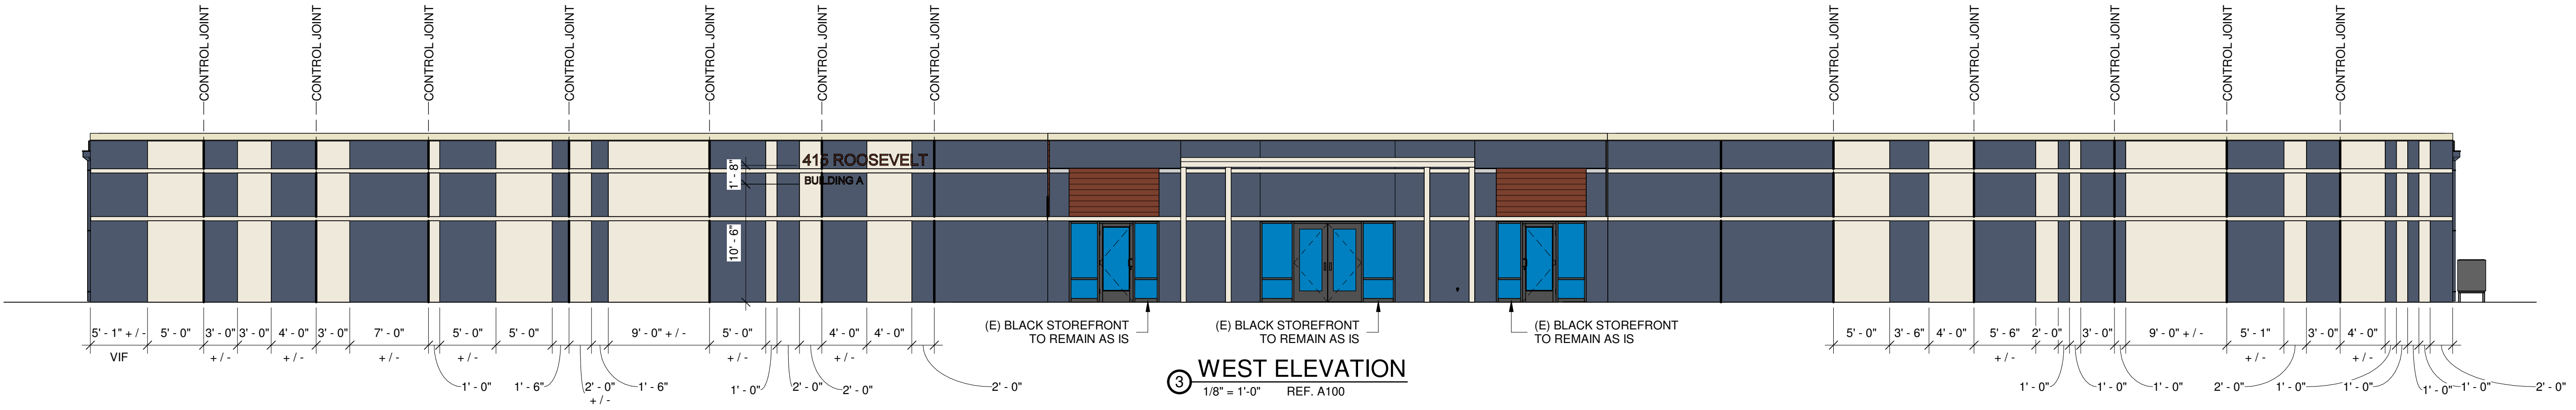 CONTROL JOINT
CONTROL JOINT
CONTROL JOINT
CONTROL JOINT
CONTROL JOINT
CONTROL JOINT
CONTROL JOINT
CONTROL JOINT
CONTROL JOINT
CONTROL JOINT
CONTROL JOINT
CONTROL JOINT
415 ROOSEVELT
BUILDING A
1' - 8"
10' - 6"
5' - 1" + / -
VIF
5' - 0"
3' - 0"
+ / -
3' - 0"
4' - 0"
+ / -
3' - 0"
7' - 0"
+ / -
1' - 0"
5' - 0"
+ / -
5' - 0"
1' - 6"
2' - 0"
+ / -
1' - 6"
9' - 0" + / -
5' - 0"
+ / -
1' - 0"
2' - 0"
2' - 0"
4' - 0"
+ / -
4' - 0"
2' - 0"
(E) BLACK STOREFRONT
TO REMAIN AS IS
(E) BLACK STOREFRONT
TO REMAIN AS IS
(E) BLACK STOREFRONT
TO REMAIN AS IS
3
WEST ELEVATION
1/8" = 1'-0"
REF. A100
5' - 0"
3' - 6"
4' - 0"
5' - 6"
+ / -
2' - 0"
1' - 0"
1' - 0"
3' - 0"
1' - 0"
9' - 0" + / -
5' - 1"
+ / -
2' - 0"
3' - 0"
4' - 0"
+ / -
1' - 0"
1' - 0"
1' - 0"
1' - 0"
2' - 0"